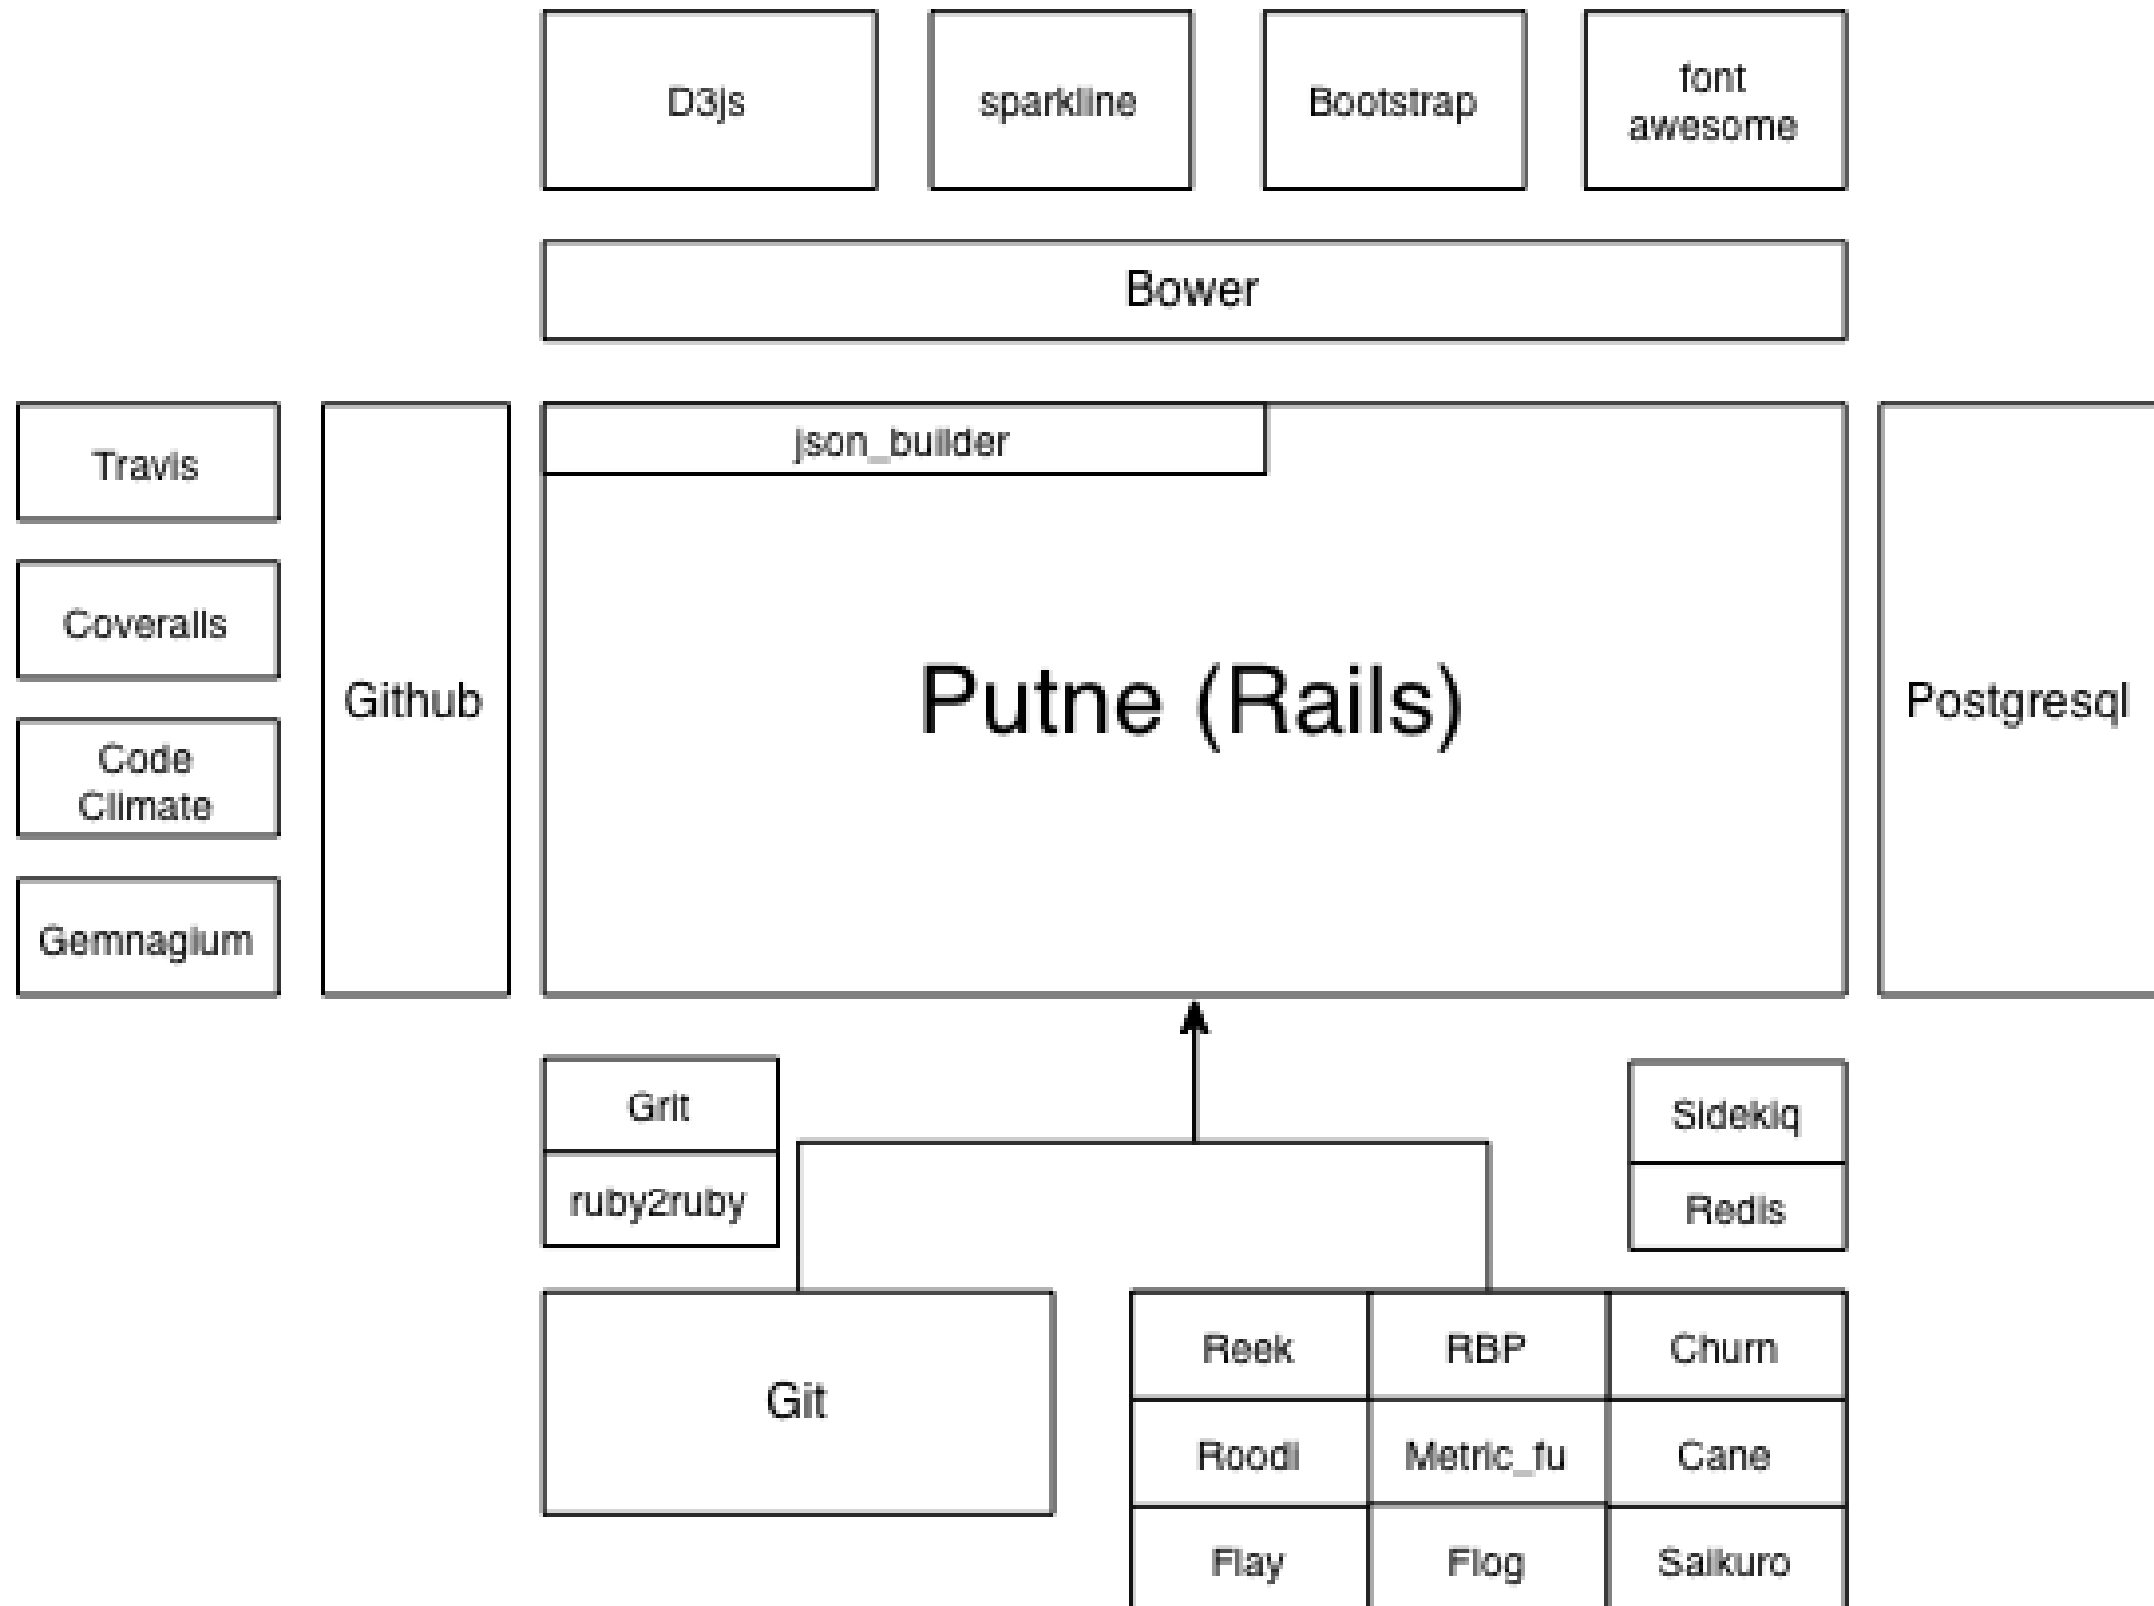 D3js
sparkline
Bootstrap
font
awesome
Bower
json_builder
Travis
Coveralls
Code
Climate
Gemnagium
Github
Putne (Rails)
Postgresql
Grit
ruby2ruby
Sidekiq
Redis
Git
Reek
RBP
Churn
Roodi
Metric_fu
Cane
Flay
Flog
Saikuro